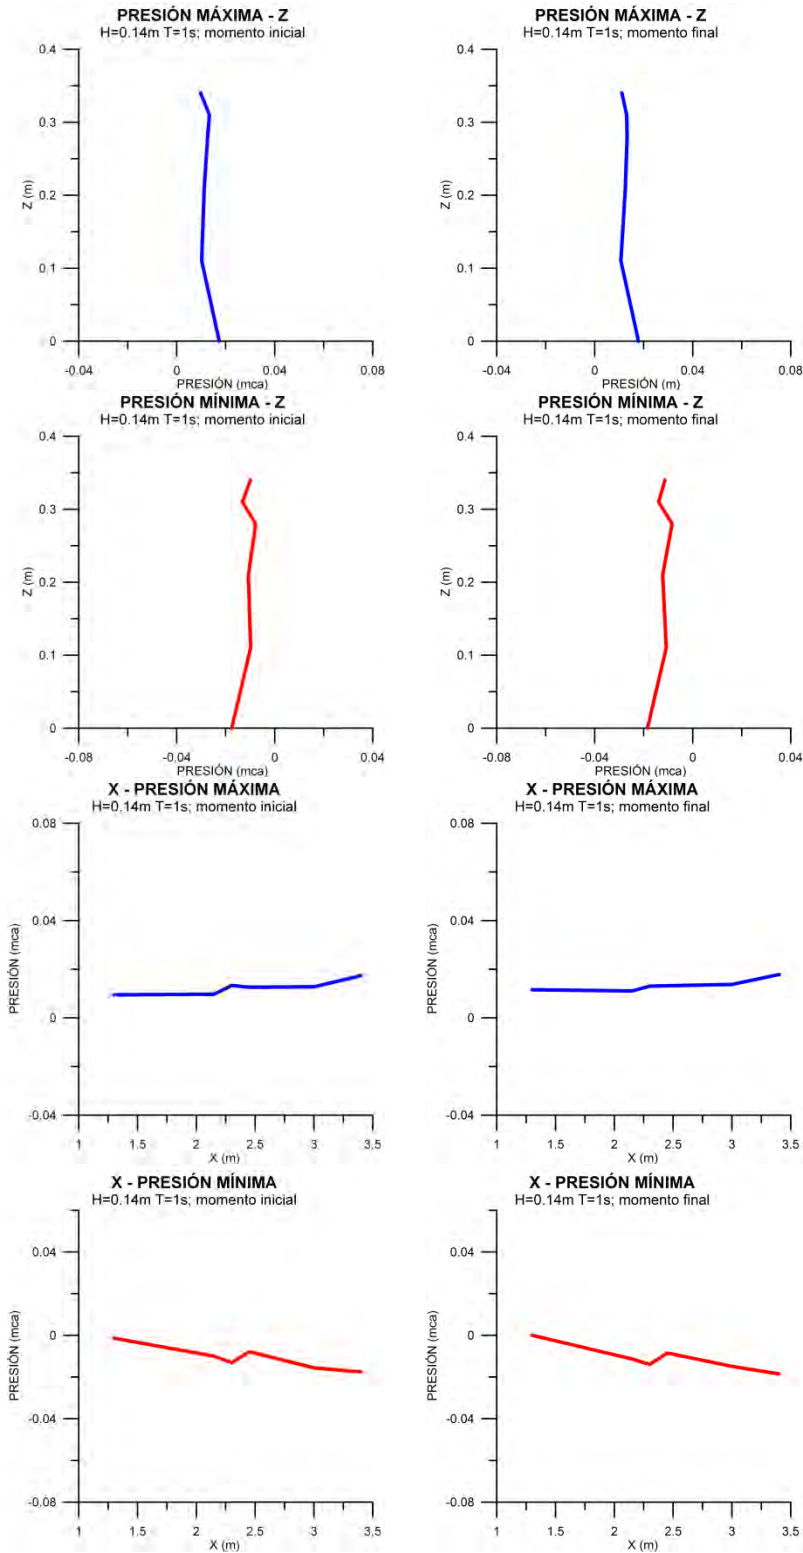 PRESIÓN MÁXIMA - Z
H=0.14m T=1s; momento inicial
0.4
0.3
0.2
0.1
0
Z (m)
-0.04 0 0.04 0.08
PRESIÓN (mca)
PRESIÓN MÁXIMA - Z
H=0.14m T=1s; momento final
0.4
0.3
0.2
0.1
0
Z (m)
-0.04 0 0.04 0.08
PRESIÓN (m)
PRESIÓN MÍNIMA - Z
H=0.14m T=1s; momento inicial
0.4
0.3
0.2
0.1
0
Z (m)
-0.08 -0.04 0 0.04
PRESIÓN (mca)
PRESIÓN MÍNIMA - Z
H=0.14m T=1s; momento final
0.4
0.3
0.2
0.1
0
Z (m)
-0.08 -0.04 0 0.04
PRESIÓN (mca)
X - PRESIÓN MÁXIMA
H=0.14m T=1s; momento inicial
0.08
0.04
0
-0.04
PRESIÓN (mca)
1 1.5 2 2.5 3 3.5
X (m)
X - PRESIÓN MÁXIMA
H=0.14m T=1s; momento final
0.08
0.04
0
-0.04
PRESIÓN (mca)
1 1.5 2 2.5 3 3.5
X (m)
X - PRESIÓN MÍNIMA
H=0.14m T=1s; momento inicial
0.04
0
-0.04
-0.08
PRESIÓN (mca)
1 1.5 2 2.5 3 3.5
X (m)
X - PRESIÓN MÍNIMA
H=0.14m T=1s; momento final
0.04
0
-0.04
-0.08
PRESIÓN (mca)
1 1.5 2 2.5 3 3.5
X (m)